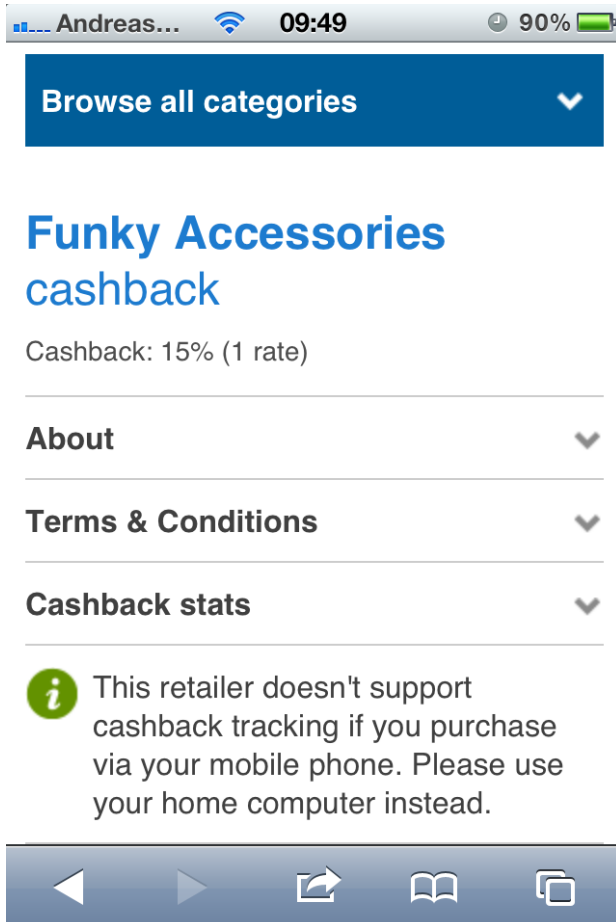 Andreas... 09:49 90%
Browse all categories
Funky Accessories
cashback
Cashback: 15% (1 rate)
About
Terms & Conditions
Cashback stats
This retailer doesn't support
cashback tracking if you purchase
via your mobile phone. Please use
your home computer instead.